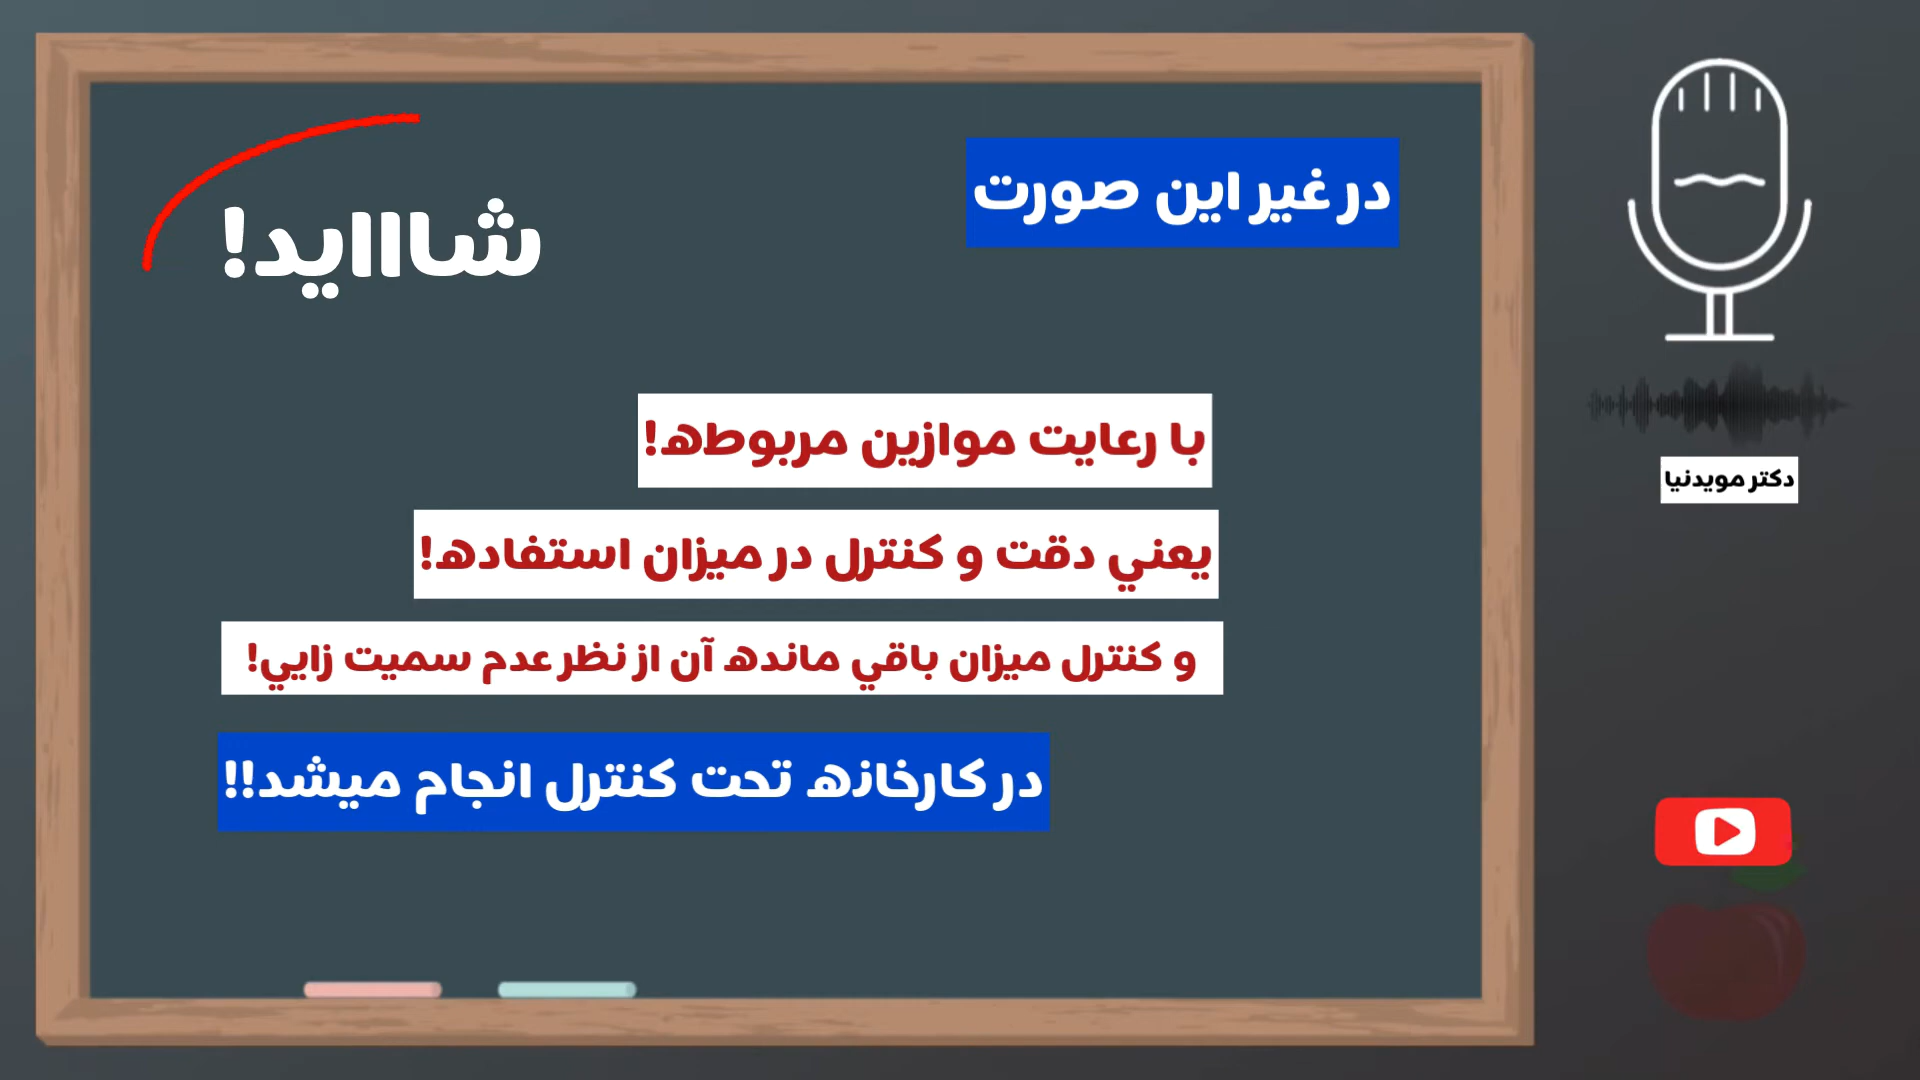 در غیر این صورت
شاااید!
با رعایت موازین مربوطه!
یعني دقت و کنترل در میزان استفاده!
و کنترل میزان باقي مانده آن از نظر عدم سمیت زایي!
در کارخانه تحت کنترل انجام میشد!!
دکتر مویدنیا